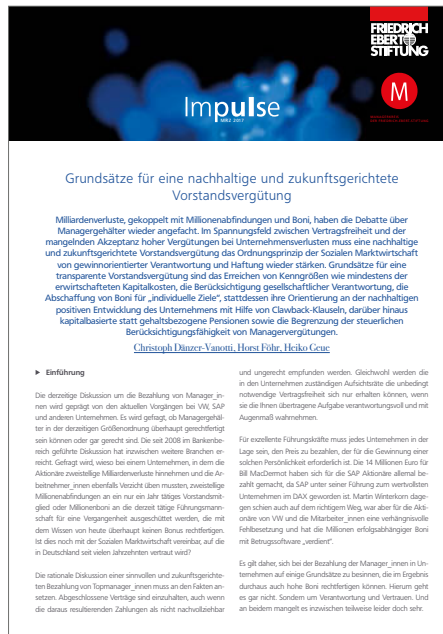 FRIEDRICH
EBERT
STIFTUNG
Impulse
MÄRZ 2017
M
MANAGERKREIS
DER FRIEDRICH-EBERT-STIFTUNG
Grundsätze für eine nachhaltige und zukunftsgerichtete
Vorstandsvergütung
Milliardenverluste, gekoppelt mit Millionenabfindungen und Boni, haben die Debatte über
Managergehälter wieder angefacht. Im Spannungsfeld zwischen Vertragsfreiheit und der
mangelnden Akzeptanz hoher Vergütungen bei Unternehmensverlusten muss eine nachhaltige
und zukunftsgerichtete Vorstandsvergütung das Ordnungsprinzip der Sozialen Marktwirtschaft
von gewinnorientierter Verantwortung und Haftung wieder stärken. Grundsätze für eine
transparente Vorstandsvergütung sind das Erreichen von Kenngrößen wie mindestens der
erwirtschafteten Kapitalkosten, die Berücksichtigung gesellschaftlicher Verantwortung, die
Abschaffung von Boni für „individuelle Ziele“, stattdessen ihre Orientierung an der nachhaltigen
positiven Entwicklung des Unternehmens mit Hilfe von Clawback-Klauseln, darüber hinaus
kapitalbasierte statt gehaltsbezogene Pensionen sowie die Begrenzung der steuerlichen
Berücksichtigungsfähigkeit von Managervergütungen.
Christoph Dänzer-Vanotti, Horst Föhr, Heiko Geue
▶ Einführung
Die derzeitige Diskussion um die Bezahlung von Manager_in-
nen wird geprägt von den aktuellen Vorgängen bei VW, SAP
und anderen Unternehmen. Es wird gefragt, ob Managergehäl-
ter in der derzeitigen Größenordnung überhaupt gerechtfertigt
sein können oder gar gerecht sind. Die seit 2008 im Bankenbe-
reich geführte Diskussion hat inzwischen weitere Branchen er-
reicht. Gefragt wird, wieso bei einem Unternehmen, in dem die
Aktionäre zweistellige Milliardenverluste hinnehmen und die Ar-
beitnehmer_innen ebenfalls Verzicht üben mussten, zweistellige
Millionenabfindungen an ein nur ein Jahr tätiges Vorstandsmit-
glied oder Millionenboni an die derzeit tätige Führungsmann-
schaft für eine Vergangenheit ausgeschüttet werden, die mit
dem Wissen von heute überhaupt keinen Bonus rechtfertigen.
Ist dies noch mit der Sozialen Marktwirtschaft vereinbar, auf die
in Deutschland seit vielen Jahrzehnten vertraut wird?
Die rationale Diskussion einer sinnvollen und zukunftsgerichte-
ten Bezahlung von Topmanager_innen muss an den Fakten an-
setzen. Abgeschlossene Verträge sind einzuhalten, auch wenn
die daraus resultierenden Zahlungen als nicht nachvollziehbar
und ungerecht empfunden werden. Gleichwohl werden die
in den Unternehmen zuständigen Aufsichtsräte die unbedingt
notwendige Vertragsfreiheit sich nur erhalten können, wenn
sie die Ihnen übertragene Aufgabe verantwortungsvoll und mit
Augenmaß wahrnehmen.
Für exzellente Führungskräfte muss jedes Unternehmen in der
Lage sein, den Preis zu bezahlen, der für die Gewinnung einer
solchen Persönlichkeit erforderlich ist. Die 14 Millionen Euro für
Bill MacDermot haben sich für die SAP Aktionäre allemal be-
zahlt gemacht, da SAP unter seiner Führung zum wertvollsten
Unternehmen im DAX geworden ist. Martin Winterkorn dage-
gen schien auch auf dem richtigen Weg, war aber für die Aktio-
näre von VW und die Mitarbeiter_innen eine verhängnisvolle
Fehlbesetzung und hat die Millionen erfolgsabhängiger Boni
mit Betrugssoftware „verdient“.
Es gilt daher, sich bei der Bezahlung der Manager_innen in Un-
ternehmen auf einige Grundsätze zu besinnen, die im Ergebnis
durchaus auch hohe Boni rechtfertigen können. Hierum geht
es gar nicht. Sondern um Verantwortung und Vertrauen. Und
an beidem mangelt es inzwischen teilweise leider doch sehr.